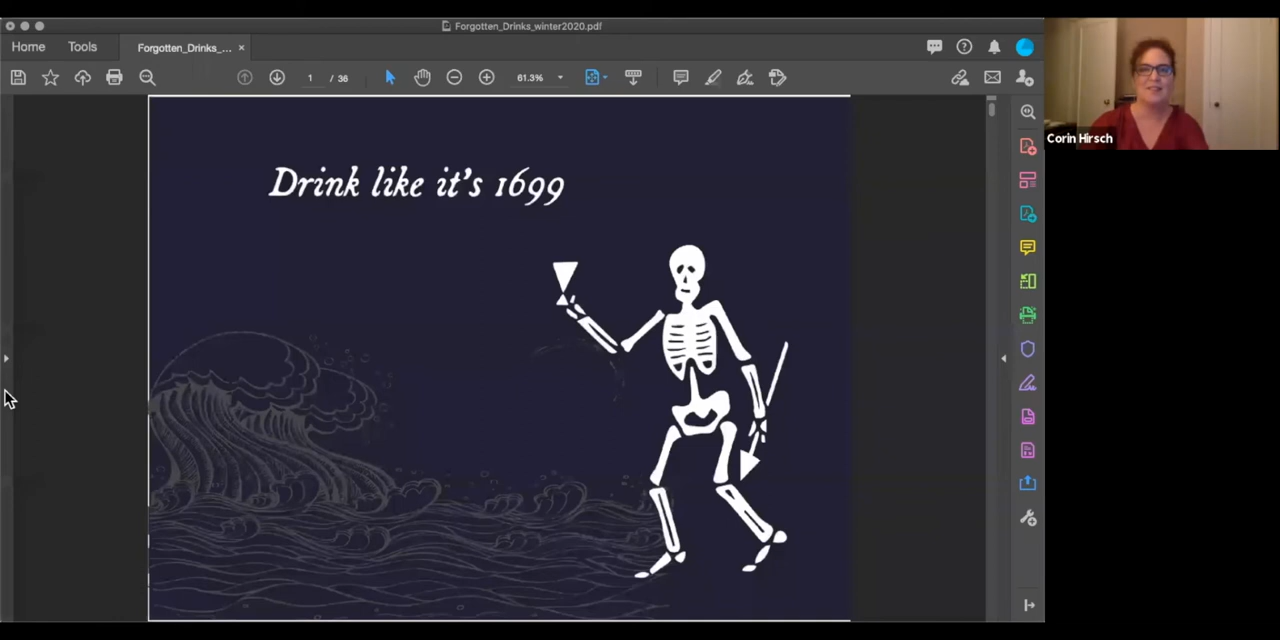 Forgotten_Drinks_winter2020.pdf
Home
Tools
Forgotten_Drinks_...
1 / 36
61.3%
Drink like it's 1699
Corin Hirsch